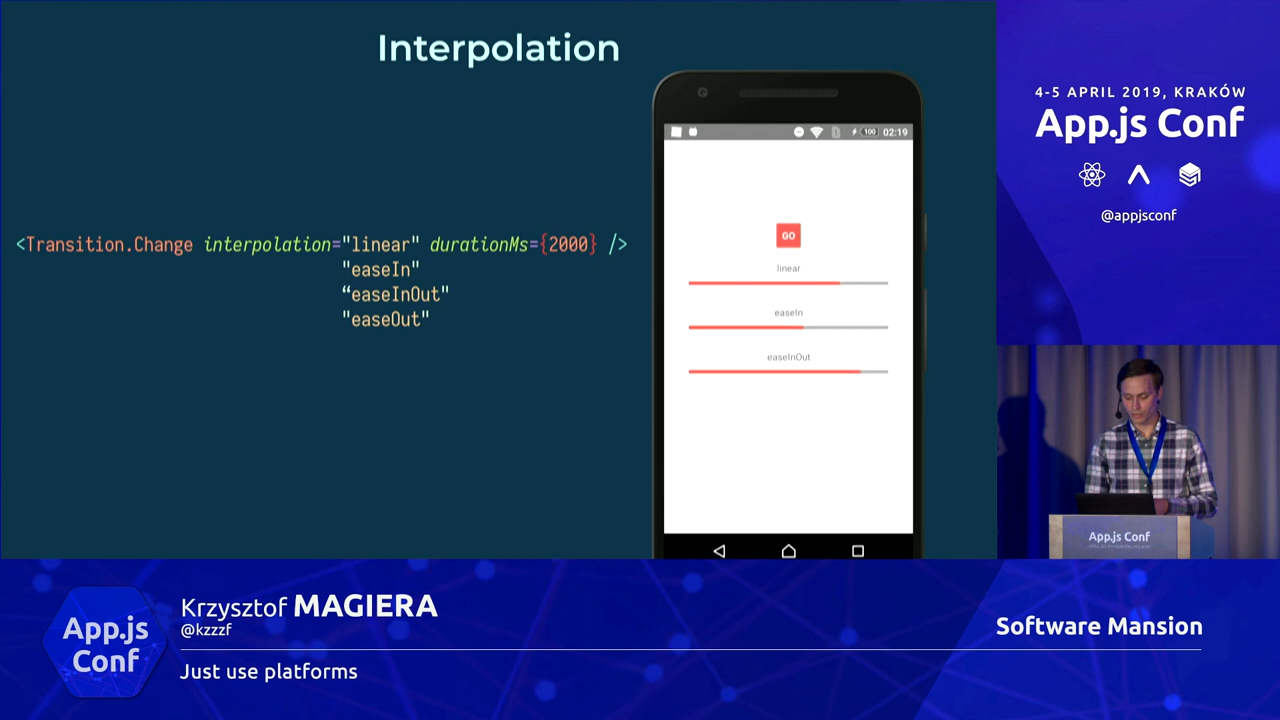 Interpolation
<Transition.Change interpolation="linear" durationMs={2000} />
"easeIn"
“easeInOut"
"easeOut"
100 02:19
GO
linear
easeIn
easeInOut
4-5 APRIL 2019, KRAKÓW
App.js Conf
@appjsconf
App.js Conf
App.js
Conf
Krzysztof MAGIERA
@kzzzf
Just use platforms
Software Mansion